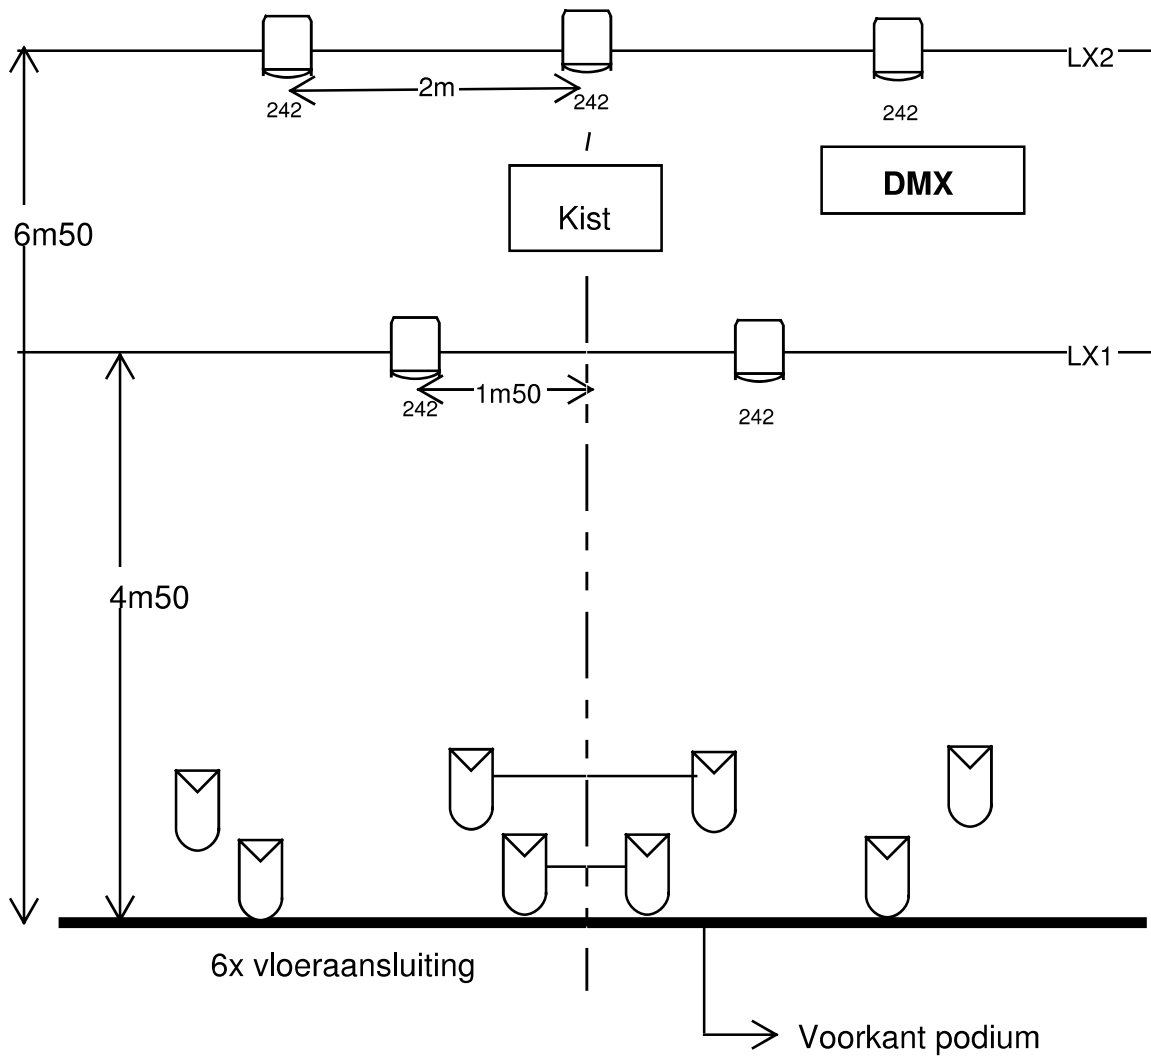 LX2
2m
242
242
242
DMX
Kist
6m50
LX1
1m50
242
242
4m50
6x vloeraansluiting
Voorkant podium